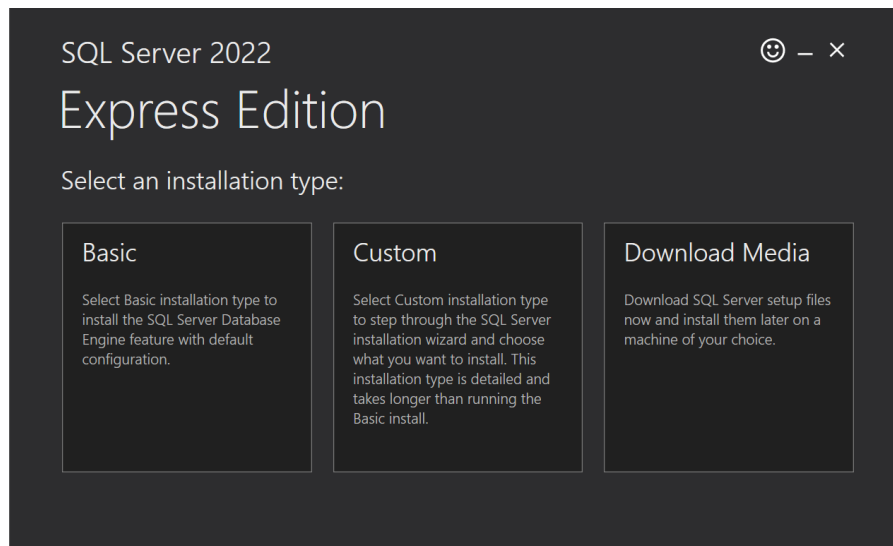 SQL Server 2022
Express Edition
Select an installation type:
Basic
Select Basic installation type to
install the SQL Server Database
Engine feature with default
configuration.
Custom
Select Custom installation type
to step through the SQL Server
installation wizard and choose
what you want to install. This
installation type is detailed and
takes longer than running the
Basic install.
Download Media
Download SQL Server setup files
now and install them later on a
machine of your choice.